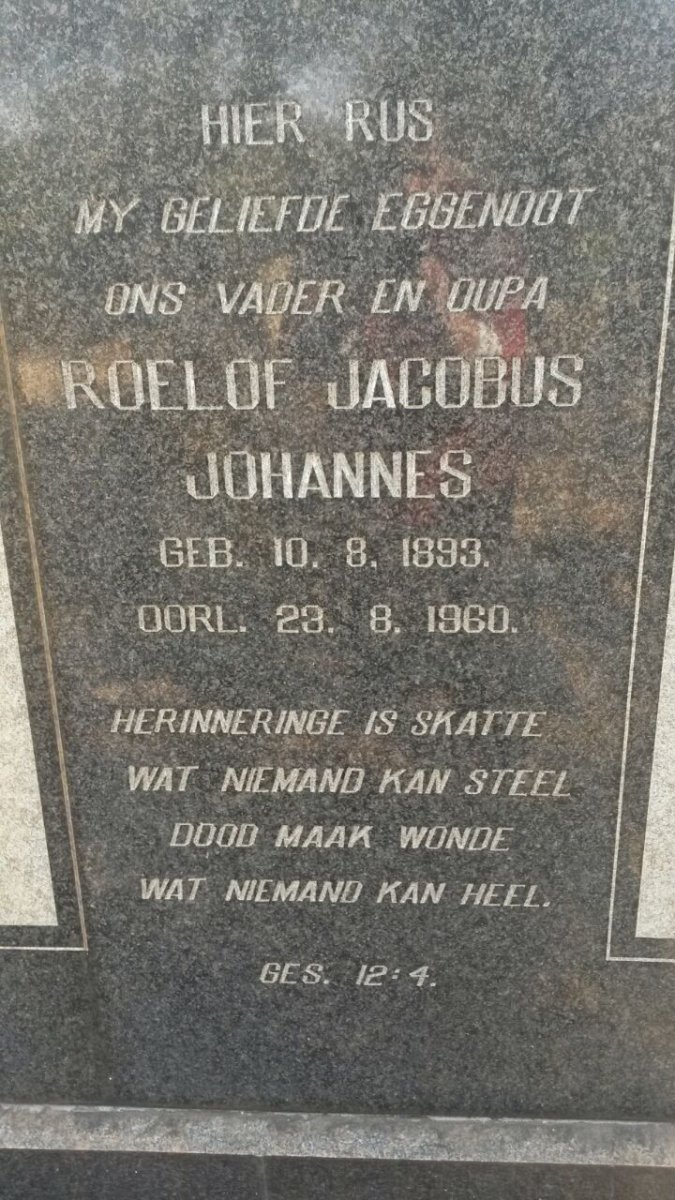 HIER RUS
MY GELIEFDE EGGENOOT
ONS VADER EN OUPA
ROELOF JACOBUS
JOHANNES
GEB. 10. 8. 1893.
OORL. 23. 8. 1960.
HERINNERINGE IS SKATTE
WAT NIEMAND KAN STEEL
DOOD MAAK WONDE
WAT NIEMAND KAN HEEL.
GES. 12:4.